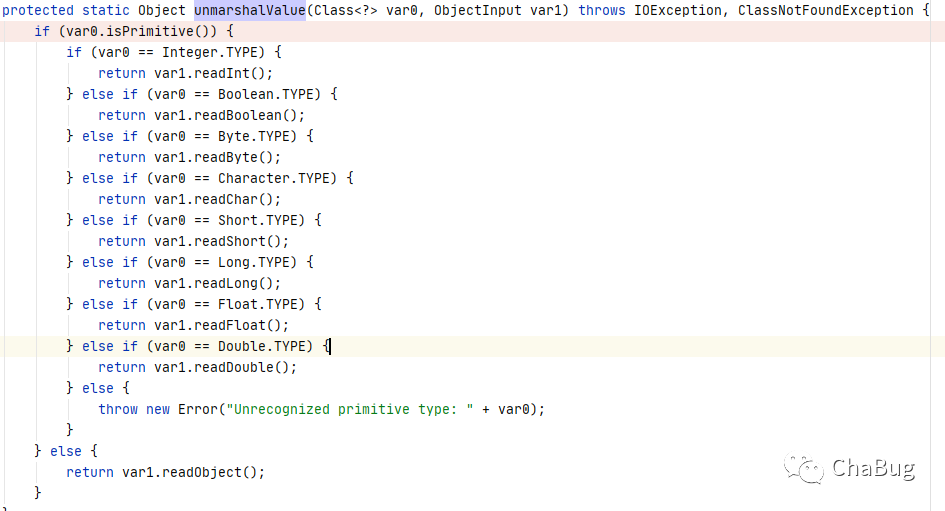 protected static Object unmarshalValue(Class<?> var0, ObjectInput var1) throws IOException, ClassNotFoundException {
    if (var0.isPrimitive()) {
        if (var0 == Integer.TYPE) {
            return var1.readInt();
        } else if (var0 == Boolean.TYPE) {
            return var1.readBoolean();
        } else if (var0 == Byte.TYPE) {
            return var1.readByte();
        } else if (var0 == Character.TYPE) {
            return var1.readChar();
        } else if (var0 == Short.TYPE) {
            return var1.readShort();
        } else if (var0 == Long.TYPE) {
            return var1.readLong();
        } else if (var0 == Float.TYPE) {
            return var1.readFloat();
        } else if (var0 == Double.TYPE) {
            return var1.readDouble();
        } else {
            throw new Error("Unrecognized primitive type: " + var0);
        }
    } else {
        return var1.readObject();
    }
}
ChaBug